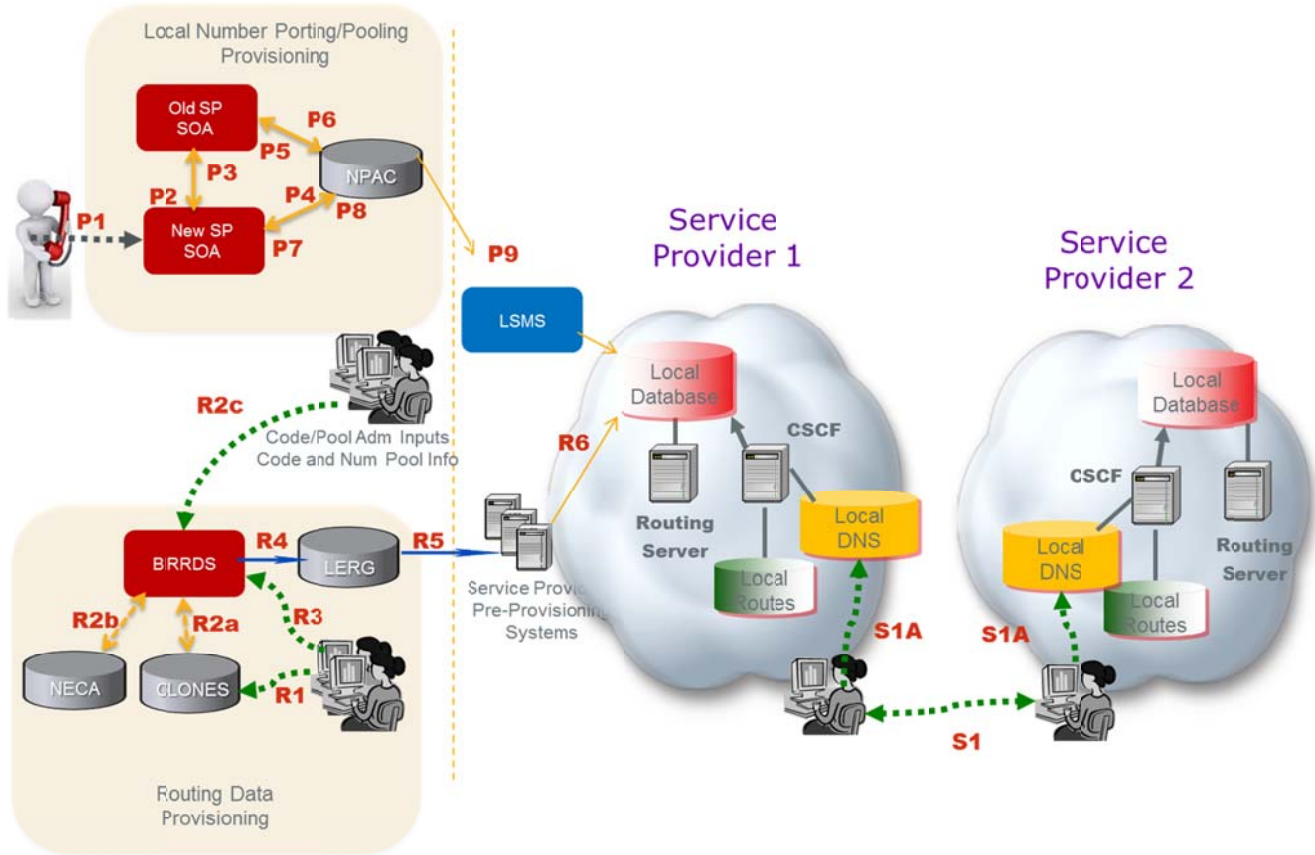 Local Number Porting/Pooling
Provisioning
Old SP
SOA
P6
P5
P3
NPAC
P2
P4
P8
P1
New SP
SOA
P7
P9
Service
Provider 1
Service
Provider 2
LSMS
Local
Database
Local
Database
R2c
Code/Pool Adm Inputs
Code and Num Pool Info
R6
CSCF
CSCF
Routing
Server
Local
DNS
Local
DNS
Routing
Server
BIRRDS
R4
LERG
R5
Service Provid
Pre-Provisioning
Systems
Local
Routes
Local
Routes
R2b
R2a
R3
S1A
S1A
NECA
CLONES
R1
S1
Routing Data
Provisioning